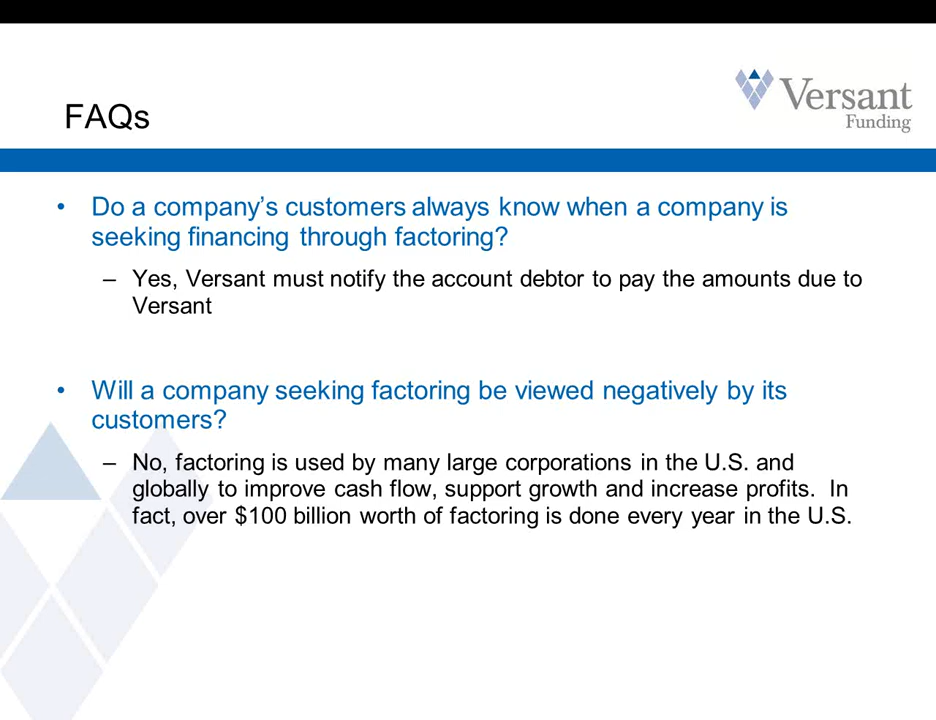 Versant
Funding
FAQs
• Do a company’s customers always know when a company is
seeking financing through factoring?
– Yes, Versant must notify the account debtor to pay the amounts due to
Versant
• Will a company seeking factoring be viewed negatively by its
customers?
– No, factoring is used by many large corporations in the U.S. and
globally to improve cash flow, support growth and increase profits.  In
fact, over $100 billion worth of factoring is done every year in the U.S.